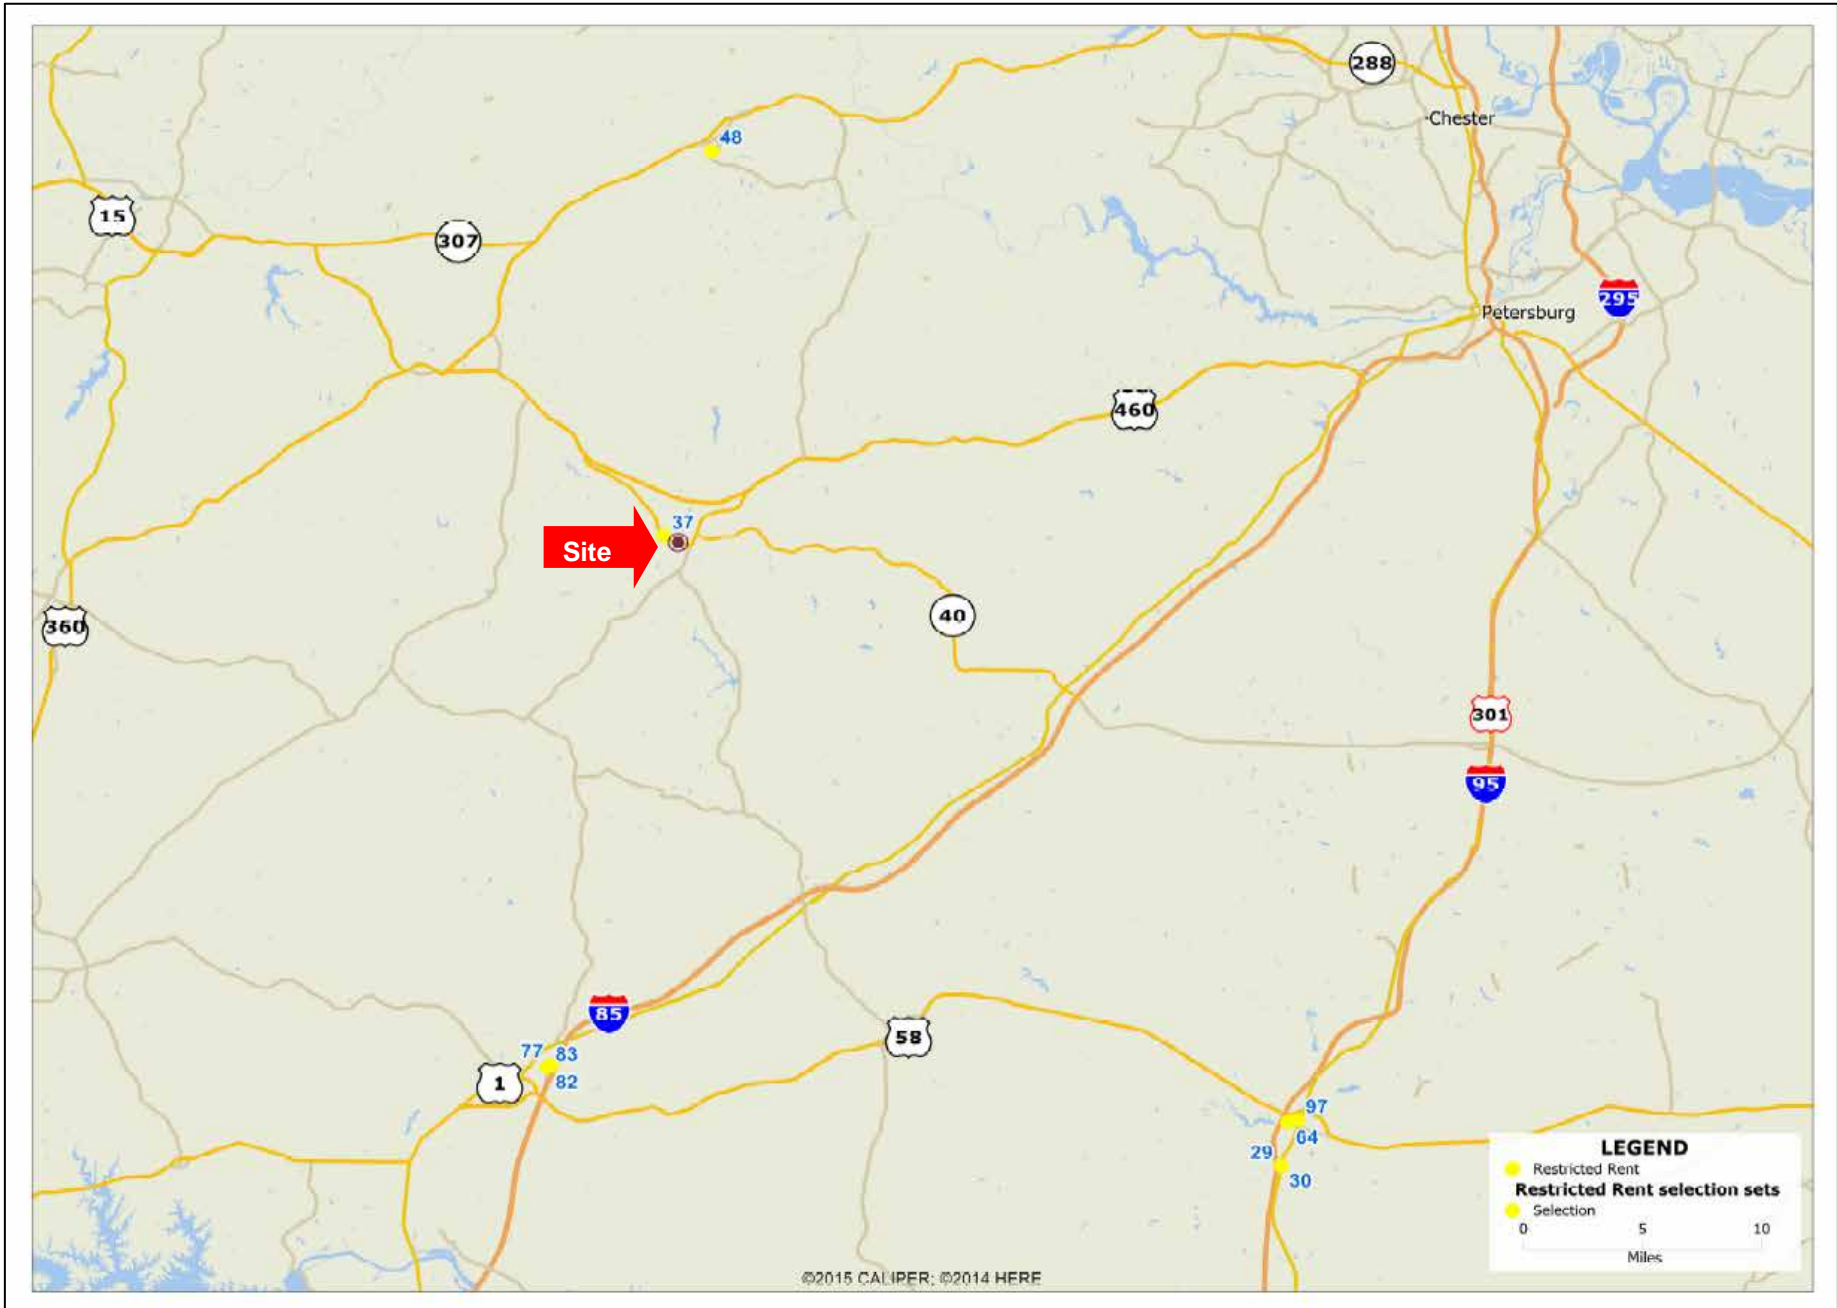 288
Chester
48
15
307
295
Petersburg
460
37
Site
40
360
301
95
85
58
77 83
1
82
97
64
29
30
LEGEND
Restricted Rent
Restricted Rent selection sets
Selection
0 5 10
Miles
©2015 CALIPER; ©2014 HERE